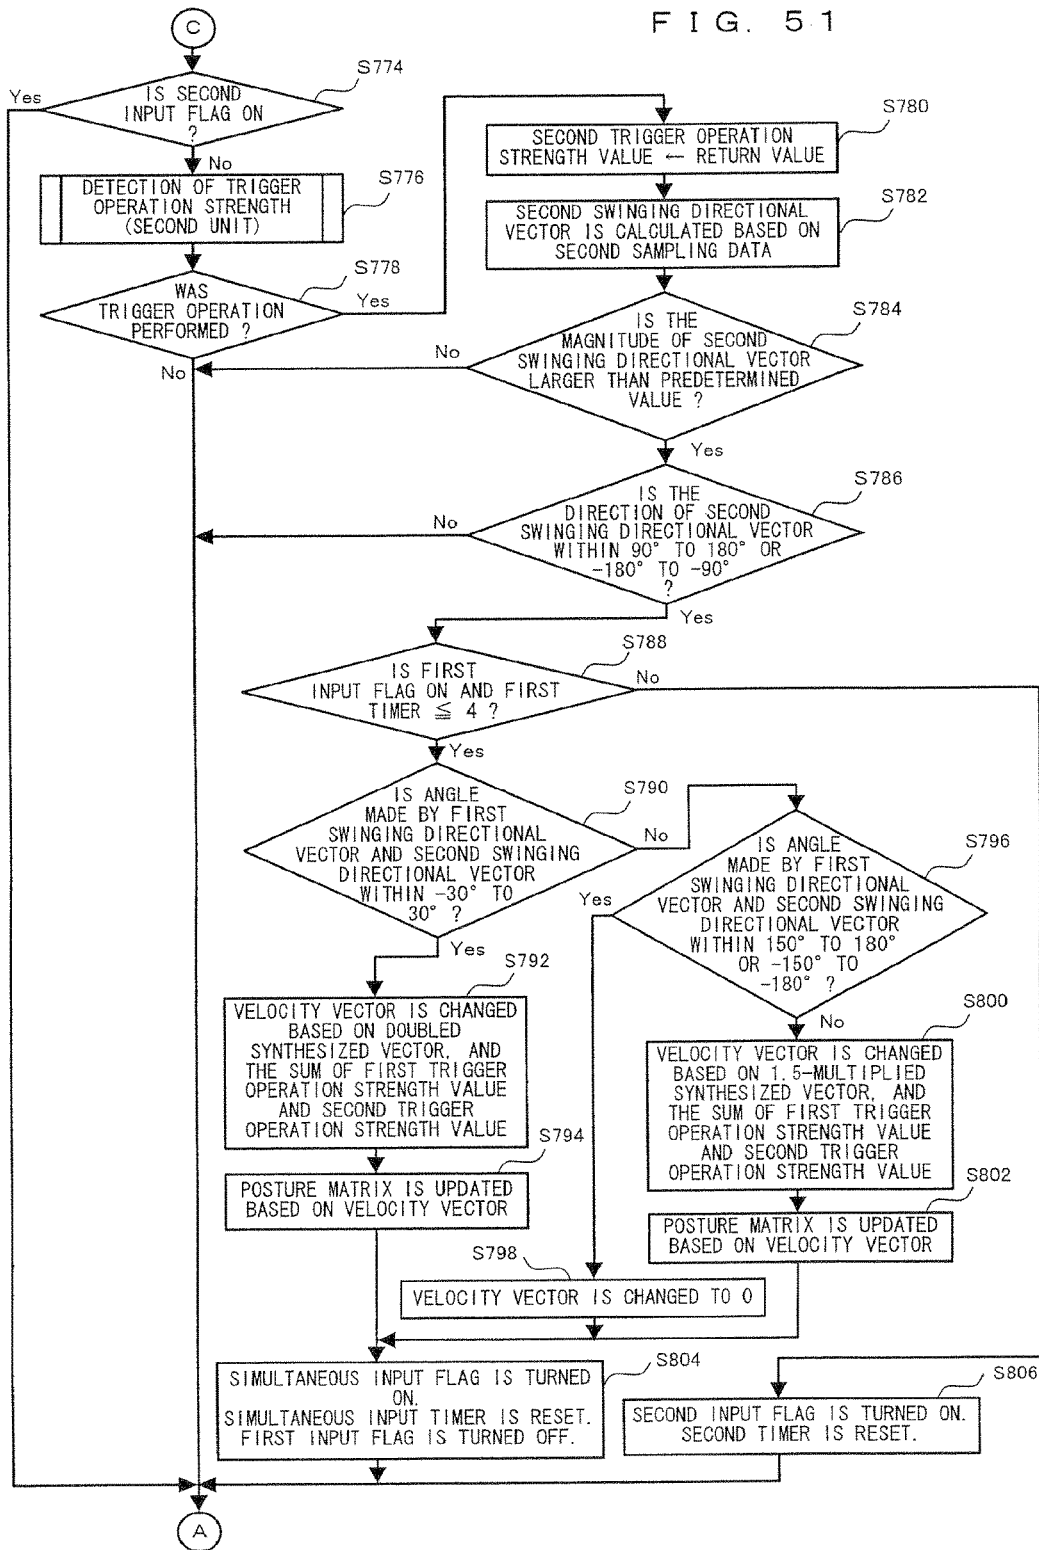 FIG. 51
C
S774
Yes
IS SECOND
INPUT FLAG ON
?
No
S776
DETECTION OF TRIGGER
OPERATION STRENGTH
(SECOND UNIT)
S778
WAS
TRIGGER OPERATION
PERFORMED ?
Yes
No
S780
SECOND TRIGGER OPERATION
STRENGTH VALUE ← RETURN VALUE
S782
SECOND SWINGING DIRECTIONAL
VECTOR IS CALCULATED BASED ON
SECOND SAMPLING DATA
S784
IS THE
MAGNITUDE OF SECOND
SWINGING DIRECTIONAL VECTOR
LARGER THAN PREDETERMINED
VALUE ?
No
Yes
S786
IS THE
DIRECTION OF SECOND
SWINGING DIRECTIONAL VECTOR
WITHIN 90° TO 180° OR
-180° TO -90°
?
No
Yes
S788
IS FIRST
INPUT FLAG ON AND FIRST
TIMER ≦ 4 ?
No
Yes
S790
IS ANGLE
MADE BY FIRST
SWINGING DIRECTIONAL
VECTOR AND SECOND SWINGING
DIRECTIONAL VECTOR
WITHIN -30° TO
30° ?
No
Yes
S796
IS ANGLE
MADE BY FIRST
SWINGING DIRECTIONAL
VECTOR AND SECOND SWINGING
DIRECTIONAL VECTOR
WITHIN 150° TO 180°
OR -150° TO
-180° ?
Yes
No
S792
VELOCITY VECTOR IS CHANGED
BASED ON DOUBLED
SYNTHESIZED VECTOR, AND
THE SUM OF FIRST TRIGGER
OPERATION STRENGTH VALUE
AND SECOND TRIGGER
OPERATION STRENGTH VALUE
S794
POSTURE MATRIX IS UPDATED
BASED ON VELOCITY VECTOR
S800
VELOCITY VECTOR IS CHANGED
BASED ON 1.5-MULTIPLIED
SYNTHESIZED VECTOR, AND
THE SUM OF FIRST TRIGGER
OPERATION STRENGTH VALUE
AND SECOND TRIGGER
OPERATION STRENGTH VALUE
S802
POSTURE MATRIX IS UPDATED
BASED ON VELOCITY VECTOR
S798
VELOCITY VECTOR IS CHANGED TO 0
S804
SIMULTANEOUS INPUT FLAG IS TURNED
ON.
SIMULTANEOUS INPUT TIMER IS RESET.
FIRST INPUT FLAG IS TURNED OFF.
S806
SECOND INPUT FLAG IS TURNED ON.
SECOND TIMER IS RESET.
A